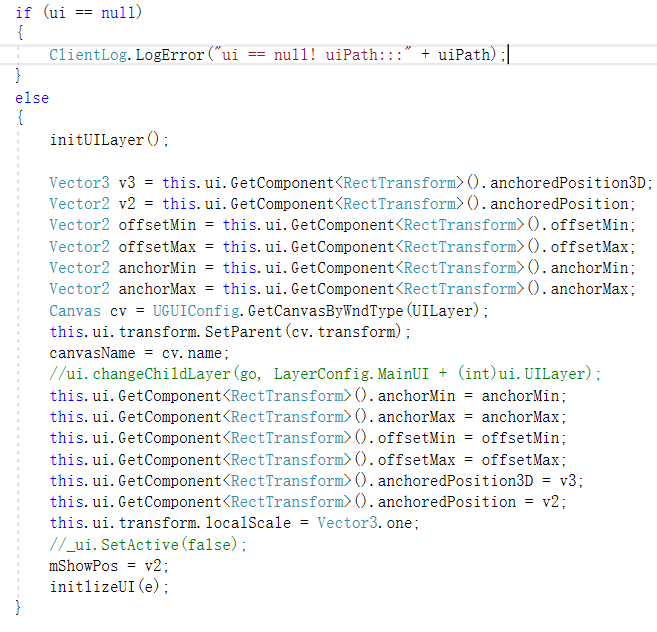 if (ui == null)
{
    ClientLog.LogError("ui == null! uiPath:::" + uiPath);
}
else
{
    initUILayer();

    Vector3 v3 = this.ui.GetComponent<RectTransform>().anchoredPosition3D;
    Vector2 v2 = this.ui.GetComponent<RectTransform>().anchoredPosition;
    Vector2 offsetMin = this.ui.GetComponent<RectTransform>().offsetMin;
    Vector2 offsetMax = this.ui.GetComponent<RectTransform>().offsetMax;
    Vector2 anchorMin = this.ui.GetComponent<RectTransform>().anchorMin;
    Vector2 anchorMax = this.ui.GetComponent<RectTransform>().anchorMax;
    Canvas cv = UGUIConfig.GetCanvasByWndType(UILayer);
    this.ui.transform.SetParent(cv.transform);
    canvasName = cv.name;
    //ui.changeChildLayer(go, LayerConfig.MainUI + (int)ui.UILayer);
    this.ui.GetComponent<RectTransform>().anchorMin = anchorMin;
    this.ui.GetComponent<RectTransform>().anchorMax = anchorMax;
    this.ui.GetComponent<RectTransform>().offsetMin = offsetMin;
    this.ui.GetComponent<RectTransform>().offsetMax = offsetMax;
    this.ui.GetComponent<RectTransform>().anchoredPosition3D = v3;
    this.ui.GetComponent<RectTransform>().anchoredPosition = v2;
    this.ui.transform.localScale = Vector3.one;
    //_ui.SetActive(false);
    mShowPos = v2;
    initlizeUI(e);
}